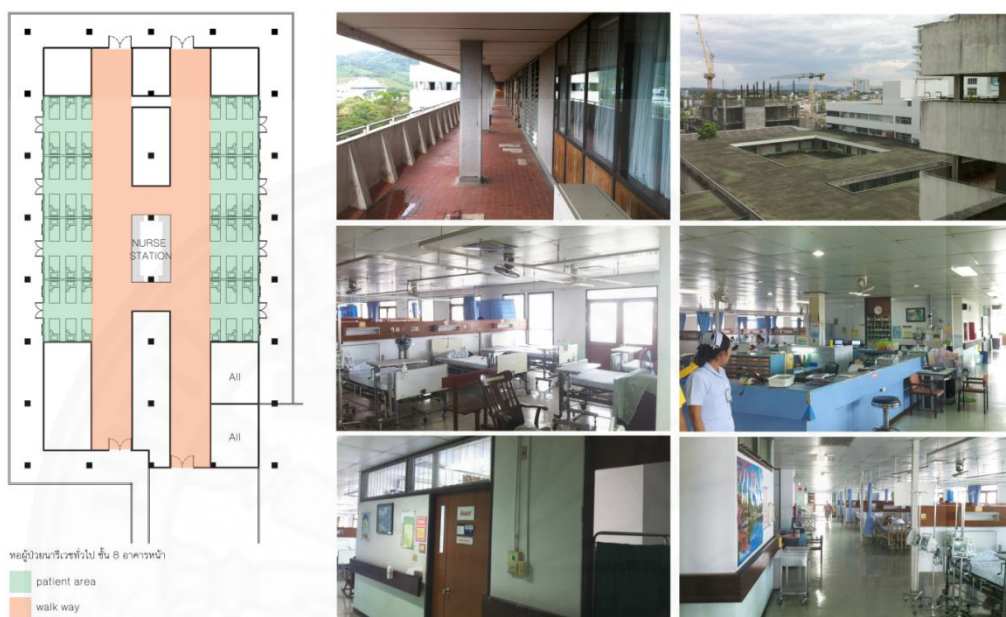 NURSE
STATION
All
All
หอผู้ป่วยนารีเวชทั่วไป ชั้น 8 อาคารหน้า
patient area
walk way